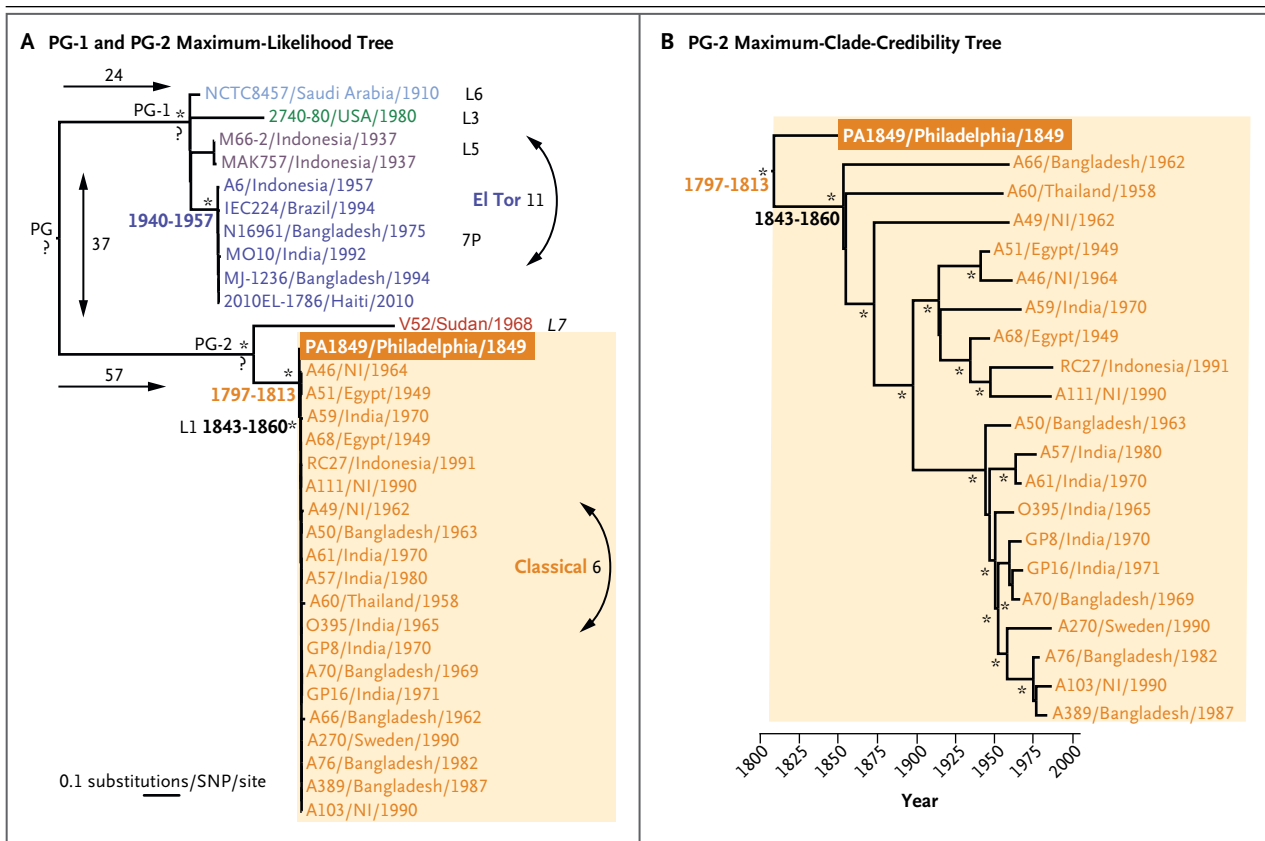 A PG-1 and PG-2 Maximum-Likelihood Tree
24
NCTC8457/Saudi Arabia/1910 L6
PG-1 *
?
2740-80/USA/1980 L3
M66-2/Indonesia/1937
L5
MAK757/Indonesia/1937
A6/Indonesia/1957
*
El Tor 11
IEC224/Brazil/1994
1940-1957
N16961/Bangladesh/1975
7P
PG
?
37
MO10/India/1992
MJ-1236/Bangladesh/1994
2010EL-1786/Haiti/2010
V52/Sudan/1968 L7
PG-2 *
?
PA1849/Philadelphia/1849
57
*
A46/NI/1964
1797-1813
A51/Egypt/1949
A59/India/1970
L1 1843-1860*
A68/Egypt/1949
RC27/Indonesia/1991
A111/NI/1990
A49/NI/1962
A50/Bangladesh/1963
A61/India/1970
Classical 6
A57/India/1980
A60/Thailand/1958
O395/India/1965
GP8/India/1970
A70/Bangladesh/1969
GP16/India/1971
A66/Bangladesh/1962
A270/Sweden/1990
A76/Bangladesh/1982
0.1 substitutions/SNP/site
A389/Bangladesh/1987
A103/NI/1990
B PG-2 Maximum-Clade-Credibility Tree
PA1849/Philadelphia/1849
*
1797-1813
A66/Bangladesh/1962
*
A60/Thailand/1958
1843-1860
A49/NI/1962
A51/Egypt/1949
*
A46/NI/1964
*
*
A59/India/1970
A68/Egypt/1949
*
RC27/Indonesia/1991
*
*
A111/NI/1990
A50/Bangladesh/1963
A57/India/1980
*
*
A61/India/1970
O395/India/1965
GP8/India/1970
*
GP16/India/1971
*
A70/Bangladesh/1969
*
A270/Sweden/1990
*
A76/Bangladesh/1982
*
A103/NI/1990
A389/Bangladesh/1987
1800 1825 1850 1875 1900 1925 1950 1975 2000
Year